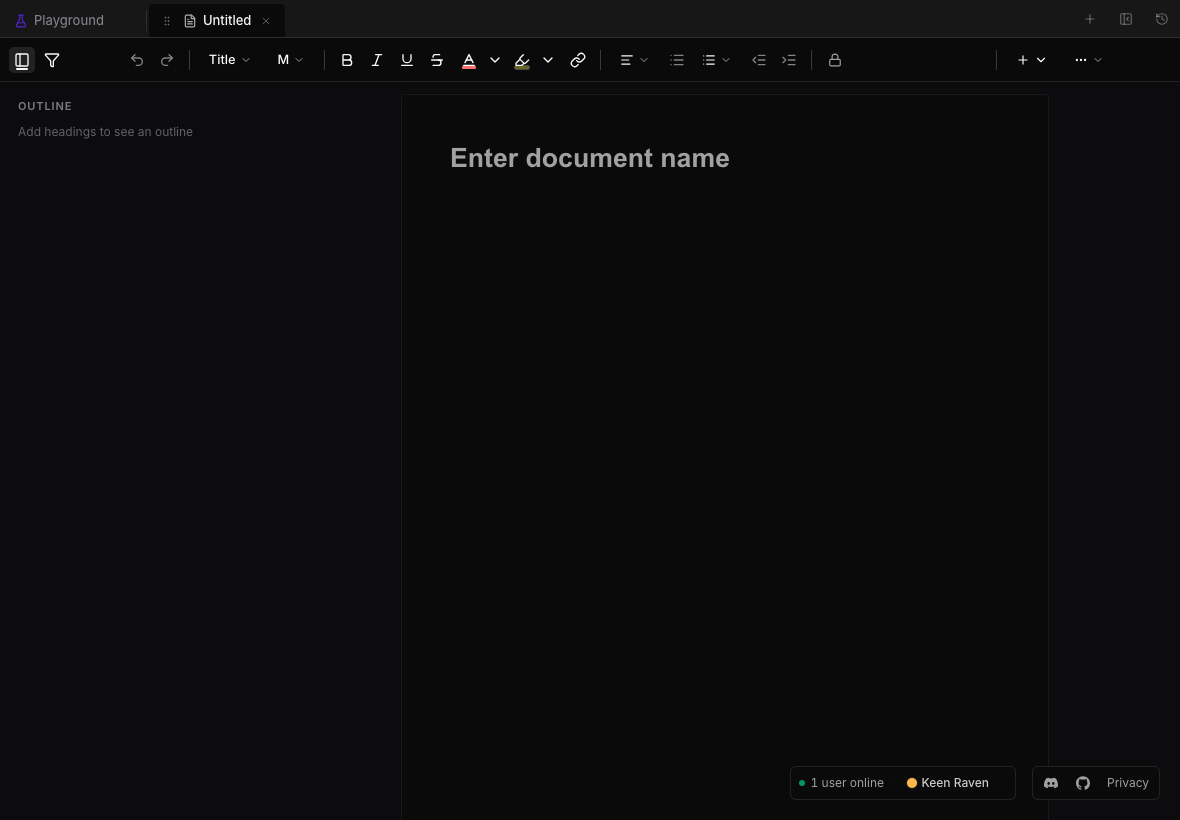 Playground
Untitled
Title
M
B
I
U
S
A
OUTLINE
Add headings to see an outline
Enter document name
1 user online
Keen Raven
Privacy